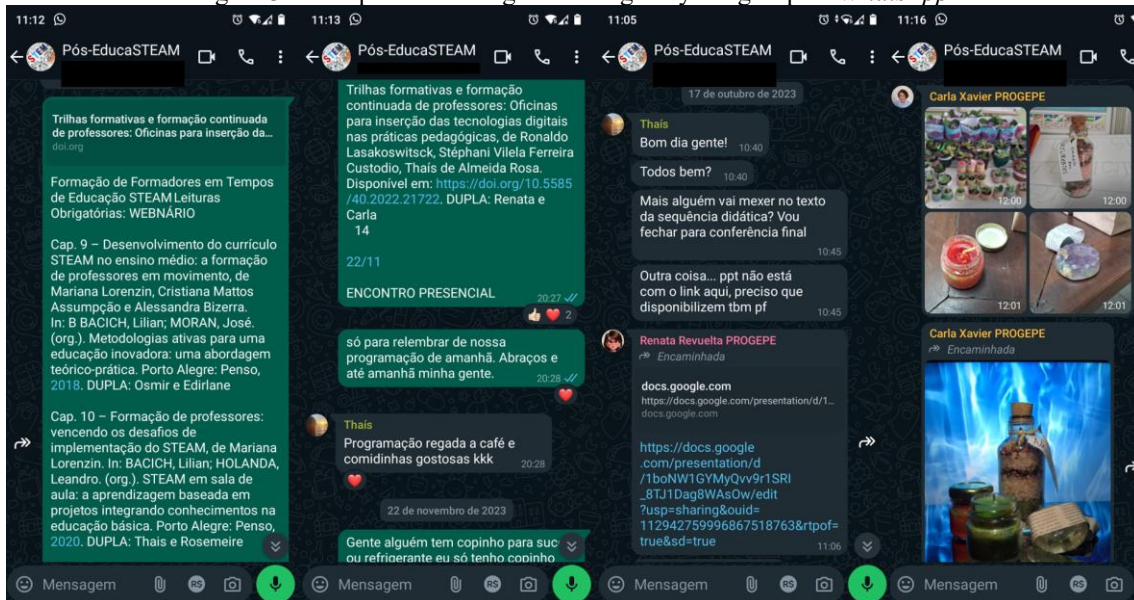 11:12
Pós-EducaSTEAM
Trilhas formativas e formação continuada
de professores: Oficinas para inserção da...
doi.org
Formação de Formadores em Tempos
de Educação STEAM Leituras
Obrigatórias: WEBNÁRIO
Cap. 9 – Desenvolvimento do currículo
STEAM no ensino médio: a formação
de professores em movimento, de
Mariana Lorenzin, Cristiana Mattos
Assumpção e Alessandra Bizerra.
In: B BACICH, Lilian; MORAN, José.
(org.). Metodologias ativas para uma
educação inovadora: uma abordagem
teórico-prática. Porto Alegre: Penso,
2018. DUPLA: Osmir e Edirlane
Cap. 10 – Formação de professores:
vencendo os desafios de
implementação do STEAM, de Mariana
Lorenzin. In: BACICH, Lilian; HOLANDA,
Leandro. (org.). STEAM em sala de
aula: a aprendizagem baseada em
projetos integrando conhecimentos na
educação básica. Porto Alegre: Penso,
2020. DUPLA: Thais e Rosemeire
Mensagem
RS
11:13
Pós-EducaSTEAM
Trilhas formativas e formação
continuada de professores: Oficinas
para inserção das tecnologias digitais
nas práticas pedagógicas, de Ronaldo
Lasakoswitsck, Stéphani Vilela Ferreira
Custodio, Thaís de Almeida Rosa.
Disponível em: https://doi.org/10.5585
/40.2022.21722. DUPLA: Renata e
Carla
14
22/11
ENCONTRO PRESENCIAL 20:27
2
só para relembrar de nossa
programação de amanhã. Abraços e
até amanhã minha gente. 20:28
Thaís
Programação regada a café e
comidinhas gostosas kkk 20:28
22 de novembro de 2023
Gente alguém tem copinho para suc
ou refrigerante eu só tenho copinho
Mensagem
RS
11:05
Pós-EducaSTEAM
17 de outubro de 2023
Thaís
Bom dia gente! 10:40
Todos bem? 10:40
Mais alguém vai mexer no texto
da sequência didática? Vou
fechar para conferência final
10:45
Outra coisa... ppt não está
com o link aqui, preciso que
disponibilizem tbm pf 10:45
Renata Revuelta PROGEPE
Encaminhada
docs.google.com
https://docs.google.com/presentation/d/1...
docs.google.com
https://docs.google
.com/presentation/d
/1boNW1GYMyQvv9r1SRl
_8TJ1Dag8WAsOw/edit
?usp=sharing&ouid=
112942759996867518763&rtpof=
true&sd=true 11:06
Mensagem
RS
11:16
Pós-EducaSTEAM
Carla Xavier PROGEPE
12:00
12:00
12:01
12:01
Carla Xavier PROGEPE
Encaminhada
Mensagem
RS